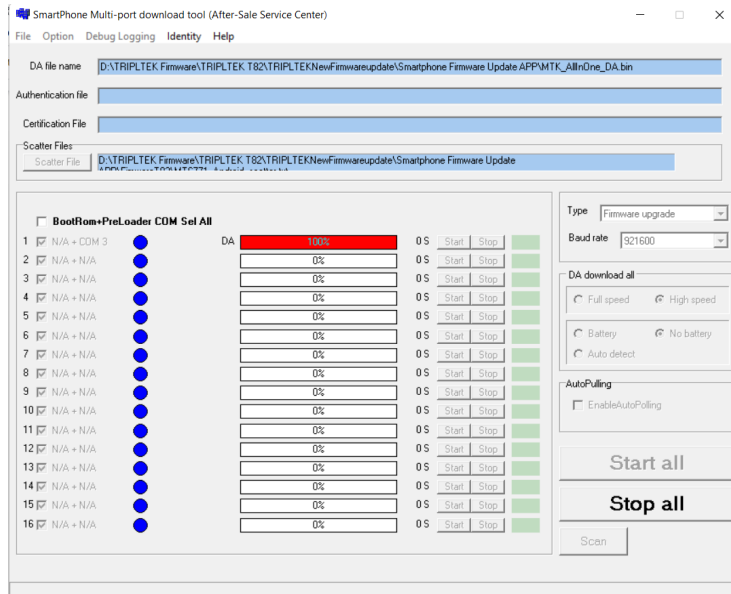 SmartPhone Multi-port download tool (After-Sale Service Center)
File Option Debug Logging Identity Help
DA file name D:\TRIPLTEK Firmware\TRIPLTEK T82\TRIPLTEKNewFirmwareupdate\Smartphone Firmware Update APP\MTK_AllInOne_DA.bin
Authentication file
Certification File
Scatter Files
Scatter File D:\TRIPLTEK Firmware\TRIPLTEK T82\TRIPLTEKNewFirmwareupdate\Smartphone Firmware Update
BootRom+PreLoader COM Sel All
1 N/A + COM 3 DA 100% 0 S Start Stop
2 N/A + N/A 0% 0 S Start Stop
3 N/A + N/A 0% 0 S Start Stop
4 N/A + N/A 0% 0 S Start Stop
5 N/A + N/A 0% 0 S Start Stop
6 N/A + N/A 0% 0 S Start Stop
7 N/A + N/A 0% 0 S Start Stop
8 N/A + N/A 0% 0 S Start Stop
9 N/A + N/A 0% 0 S Start Stop
10 N/A + N/A 0% 0 S Start Stop
11 N/A + N/A 0% 0 S Start Stop
12 N/A + N/A 0% 0 S Start Stop
13 N/A + N/A 0% 0 S Start Stop
14 N/A + N/A 0% 0 S Start Stop
15 N/A + N/A 0% 0 S Start Stop
16 N/A + N/A 0% 0 S Start Stop
Type Firmware upgrade
Baud rate 921600
DA download all
Full speed High speed
Battery No battery
Auto detect
AutoPulling
EnableAutoPolling
Start all
Stop all
Scan